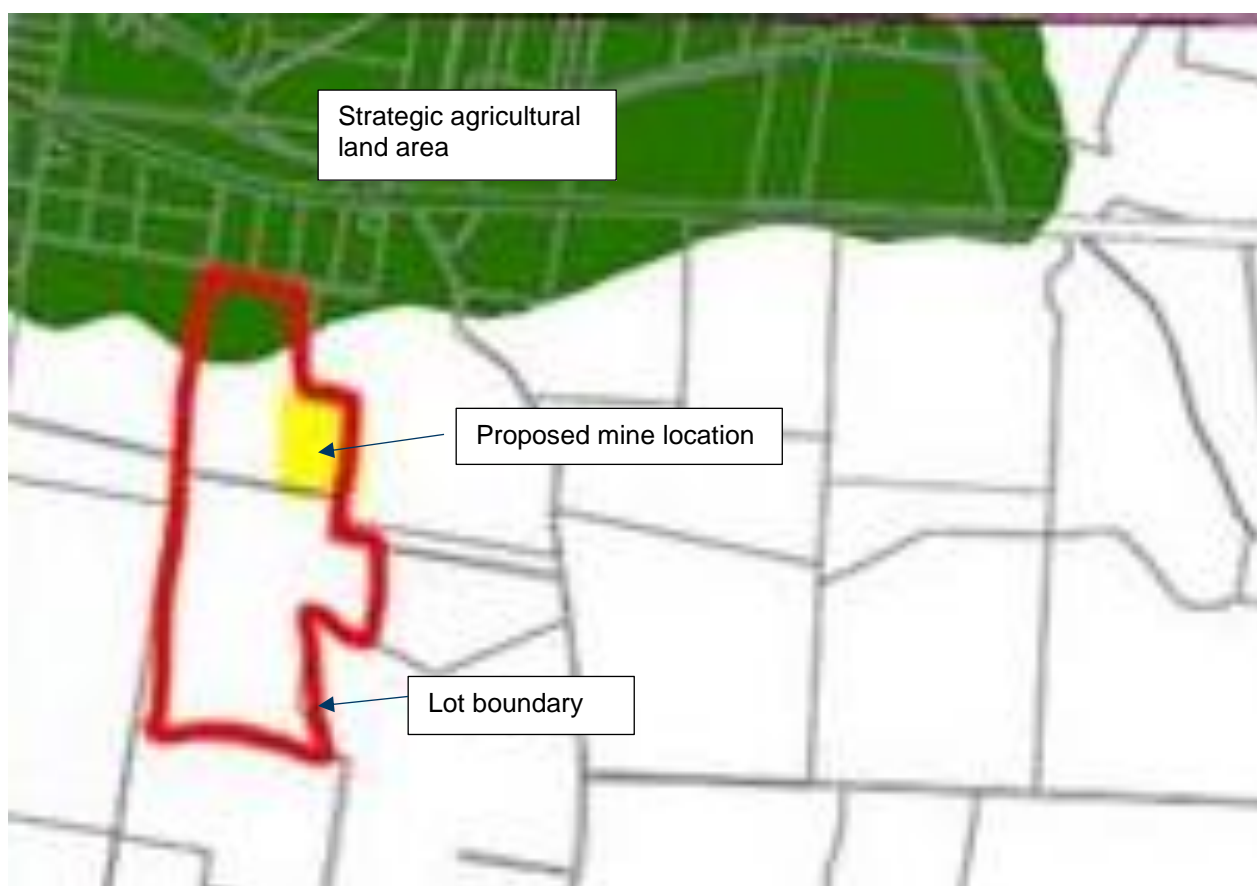 Strategic agricultural
land area
Proposed mine location
Lot boundary